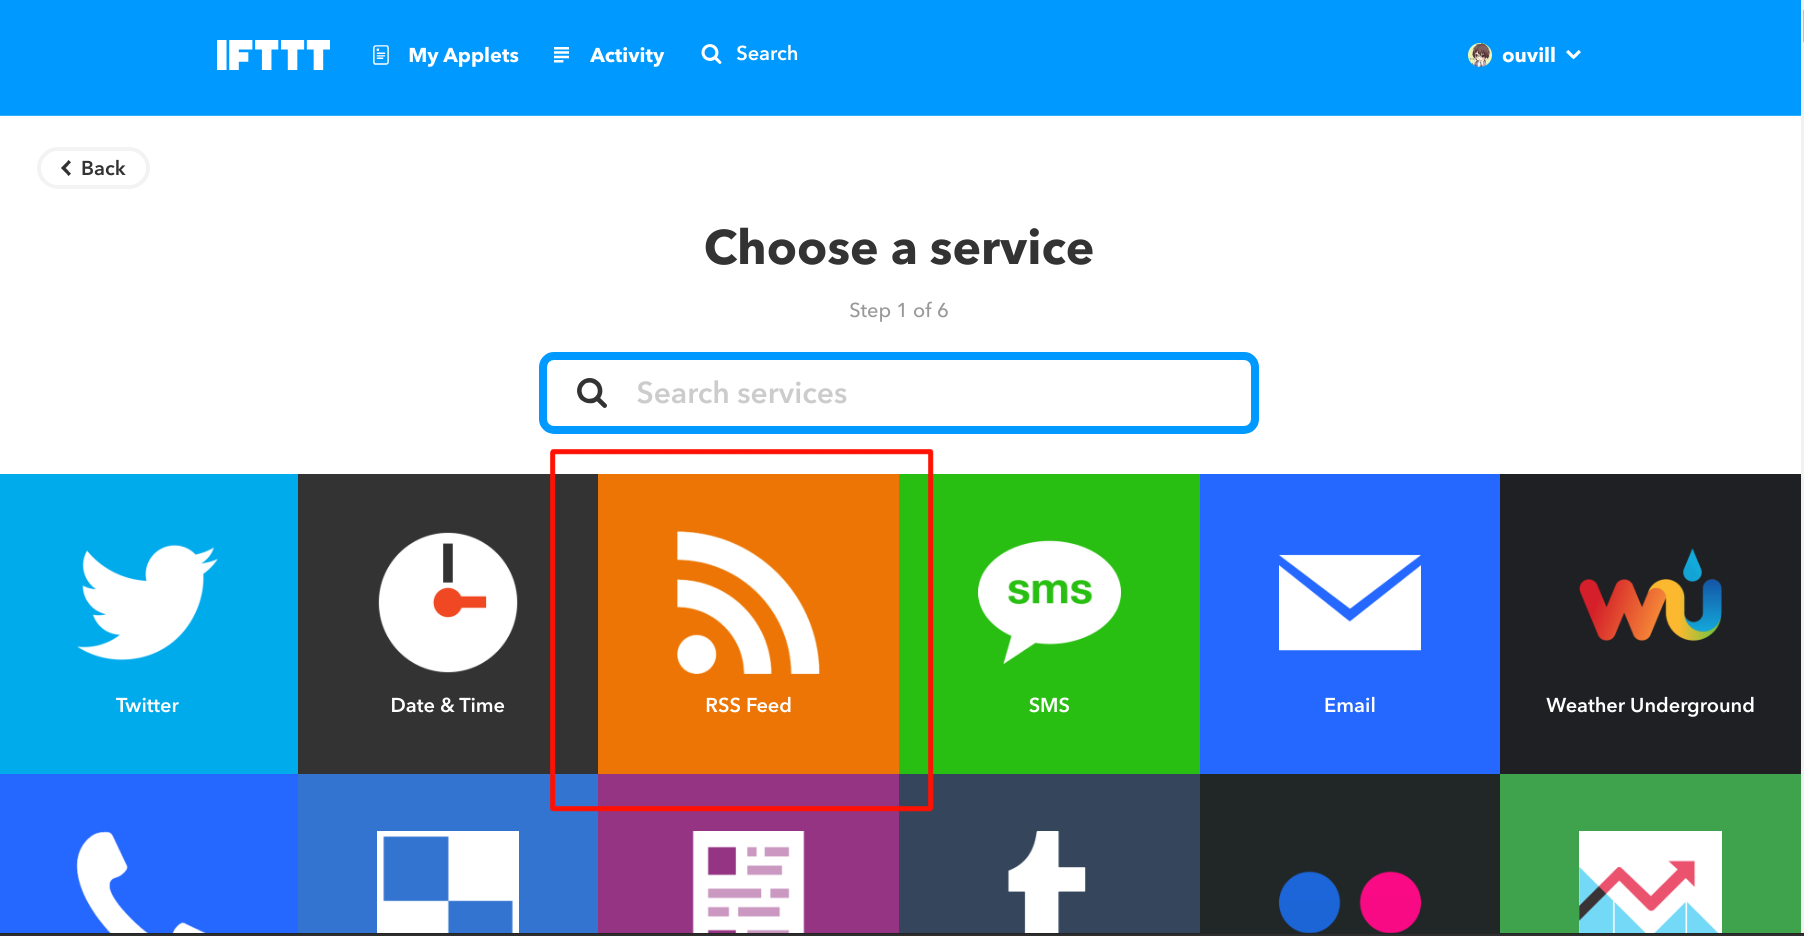 IFTTT My Applets Activity Search ouvill
Back
Choose a service
Step 1 of 6
Search services
Twitter Date & Time RSS Feed SMS Email Weather Underground
sms